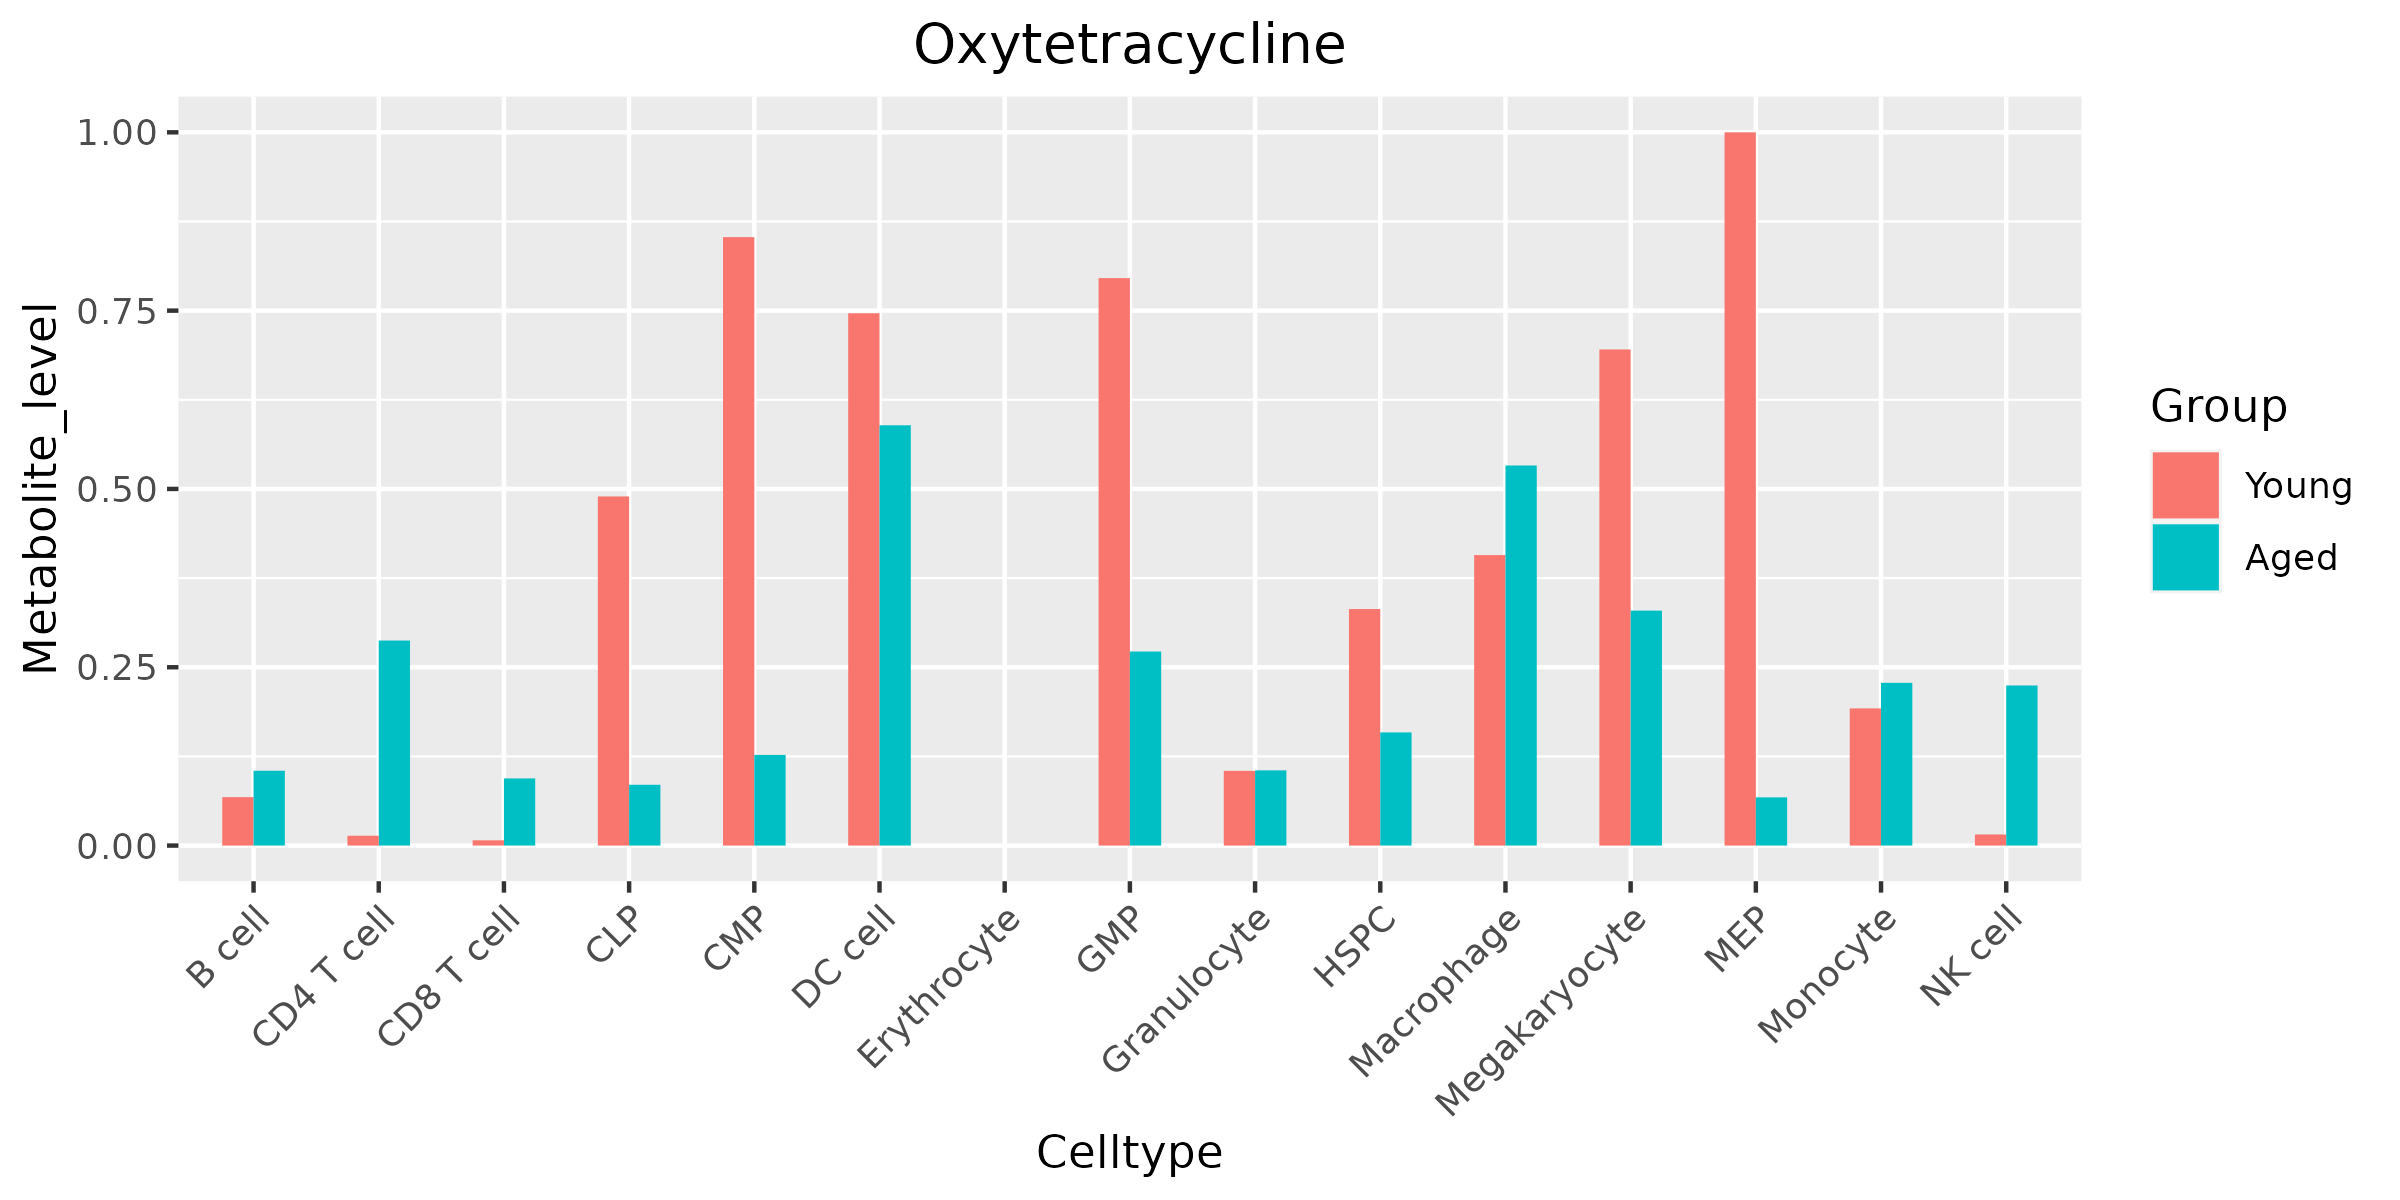 Oxytetracycline
Metabolite_level
1.00
0.75
0.50
0.25
0.00
B cell
CD4 T cell
CD8 T cell
CLP
CMP
DC cell
Erythrocyte
GMP
Granulocyte
HSPC
Macrophage
Megakaryocyte
MEP
Monocyte
NK cell
Celltype
Group
Young
Aged